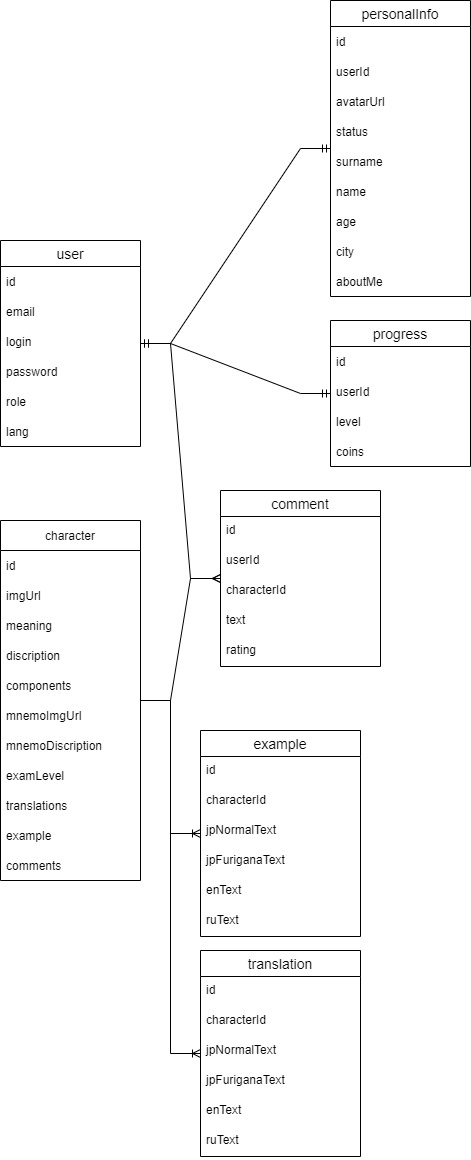 personalInfo
id
userId
avatarUrl
status
surname
name
age
city
aboutMe
user
id
email
login
password
role
lang
progress
id
userId
level
coins
comment
id
userId
characterId
text
rating
character
id
imgUrl
meaning
discription
components
mnemoImgUrl
mnemoDiscription
examLevel
translations
example
comments
example
id
characterId
jpNormalText
jpFuriganaText
enText
ruText
translation
id
characterId
jpNormalText
jpFuriganaText
enText
ruText